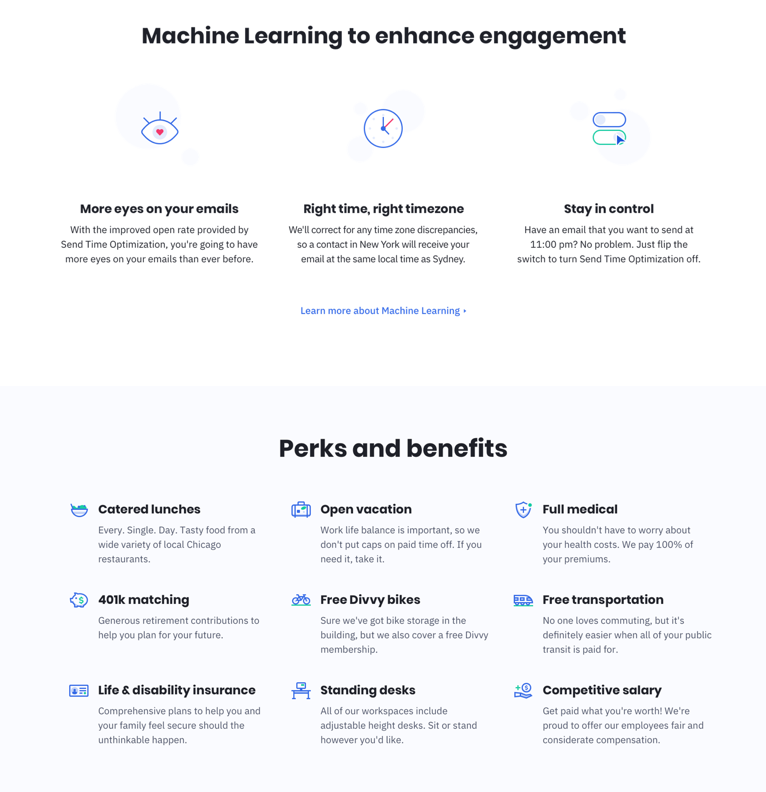 Machine Learning to enhance engagement
More eyes on your emails
With the improved open rate provided by
Send Time Optimization, you're going to have
more eyes on your emails than ever before.
Right time, right timezone
We'll correct for any time zone discrepancies,
so a contact in New York will receive your
email at the same local time as Sydney.
Stay in control
Have an email that you want to send at
11:00 pm? No problem. Just flip the
switch to turn Send Time Optimization off.
Learn more about Machine Learning ▸
Perks and benefits
Catered lunches
Every. Single. Day. Tasty food from a
wide variety of local Chicago
restaurants.
Open vacation
Work life balance is important, so we
don't put caps on paid time off. If you
need it, take it.
Full medical
You shouldn't have to worry about
your health costs. We pay 100% of
your premiums.
401k matching
Generous retirement contributions to
help you plan for your future.
Free Divvy bikes
Sure we've got bike storage in the
building, but we also cover a free Divvy
membership.
Free transportation
No one loves commuting, but it's
definitely easier when all of your public
transit is paid for.
Life & disability insurance
Comprehensive plans to help you and
your family feel secure should the
unthinkable happen.
Standing desks
All of our workspaces include
adjustable height desks. Sit or stand
however you'd like.
Competitive salary
Get paid what you're worth! We're
proud to offer our employees fair and
considerate compensation.